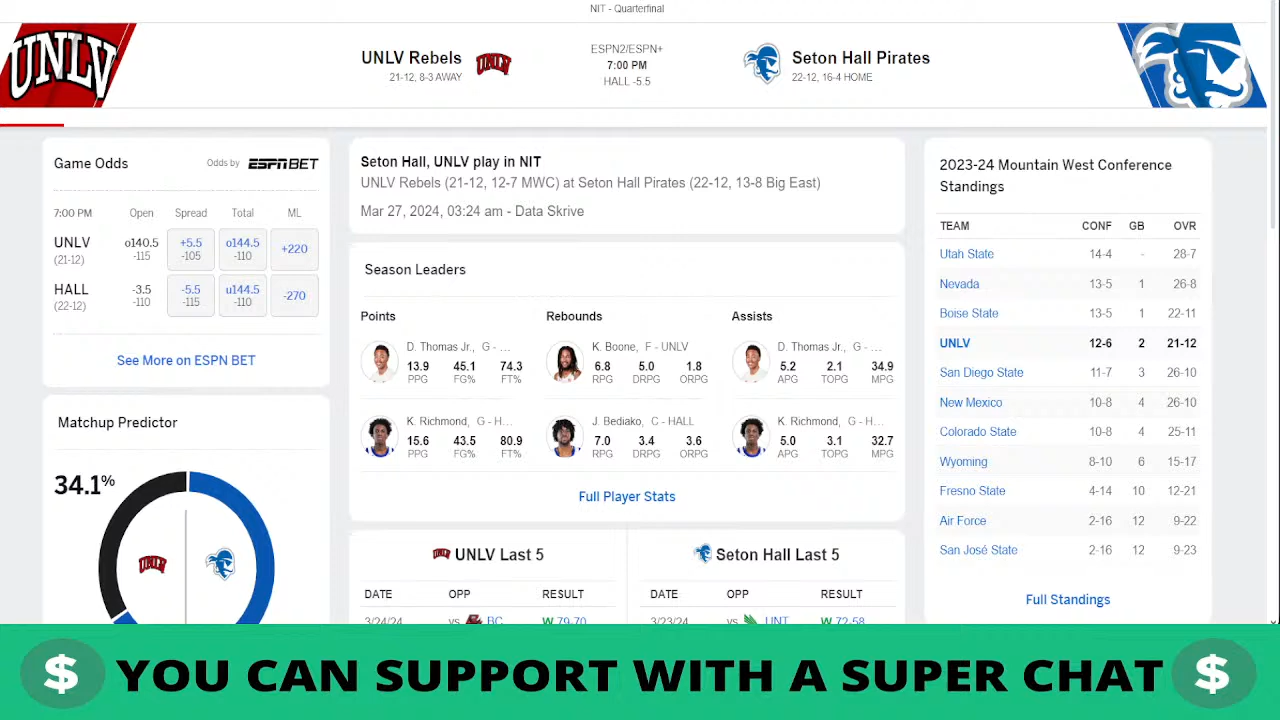 NIT - Quarterfinal
UNLV
UNLV Rebels
21-12, 8-3 AWAY
UNLV
ESPN2/ESPN+
7:00 PM
HALL -5.5
Seton Hall Pirates
22-12, 16-4 HOME
Game Odds
Odds by ESPN BET
7:00 PM Open Spread Total ML
UNLV o140.5 +5.5 o144.5 +220
(21-12) -115 -105 -110
HALL -3.5 -5.5 u144.5 -270
(22-12) -110 -115 -110
See More on ESPN BET
Matchup Predictor
34.1%
UNLV
Seton Hall, UNLV play in NIT
UNLV Rebels (21-12, 12-7 MWC) at Seton Hall Pirates (22-12, 13-8 Big East)
Mar 27, 2024, 03:24 am - Data Skrive
Season Leaders
Points Rebounds Assists
D. Thomas Jr., G - ... K. Boone, F - UNLV D. Thomas Jr., G - ...
13.9 45.1 74.3 6.8 5.0 1.8 5.2 2.1 34.9
PPG FG% FT% RPG DRPG ORPG APG TOPG MPG
K. Richmond, G - H... J. Bediako, C - HALL K. Richmond, G - H...
15.6 43.5 80.9 7.0 3.4 3.6 5.0 3.1 32.7
PPG FG% FT% RPG DRPG ORPG APG TOPG MPG
Full Player Stats
UNLV UNLV Last 5
DATE OPP RESULT
3/24/24 vs BC W 79-70
Seton Hall Last 5
DATE OPP RESULT
3/23/24 vs UNT W 72-58
2023-24 Mountain West Conference
Standings
TEAM CONF GB OVR
Utah State 14-4 - 28-7
Nevada 13-5 1 26-8
Boise State 13-5 1 22-11
UNLV 12-6 2 21-12
San Diego State 11-7 3 26-10
New Mexico 10-8 4 26-10
Colorado State 10-8 4 25-11
Wyoming 8-10 6 15-17
Fresno State 4-14 10 12-21
Air Force 2-16 12 9-22
San José State 2-16 12 9-23
Full Standings
$ YOU CAN SUPPORT WITH A SUPER CHAT $